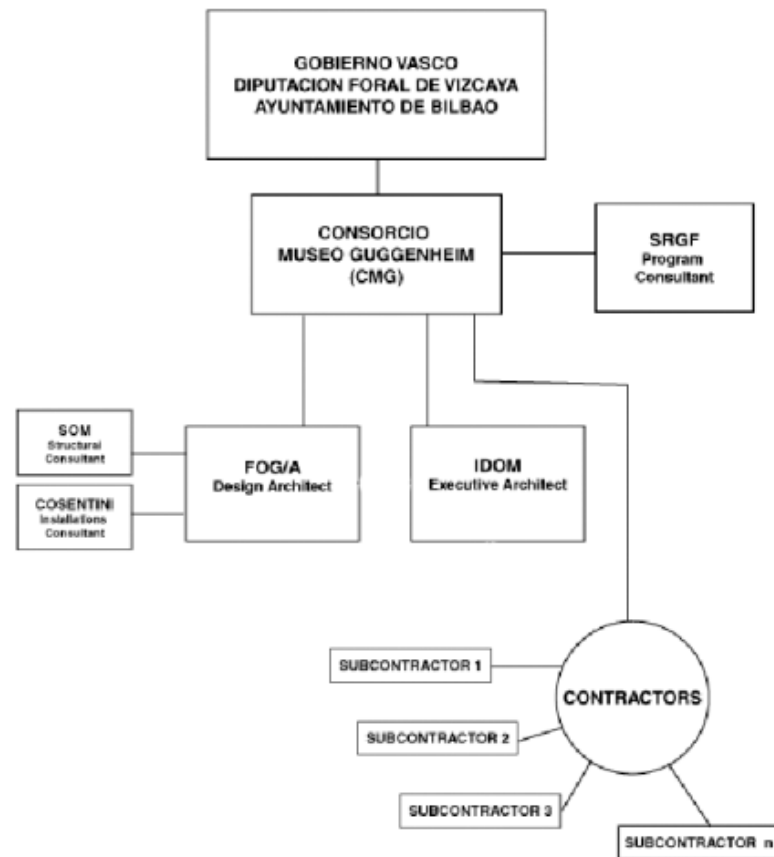 GOBIERNO VASCO
DIPUTACION FORAL DE VIZCAYA
AYUNTAMIENTO DE BILBAO
CONSORCIO
MUSEO GUGGENHEIM
(CMG)
SRGF
Program
Consultant
SOM
Structural
Consultant
COSENTINI
Installations
Consultant
FOG/A
Design Architect
IDOM
Executive Architect
SUBCONTRACTOR 1
CONTRACTORS
SUBCONTRACTOR 2
SUBCONTRACTOR 3
SUBCONTRACTOR n